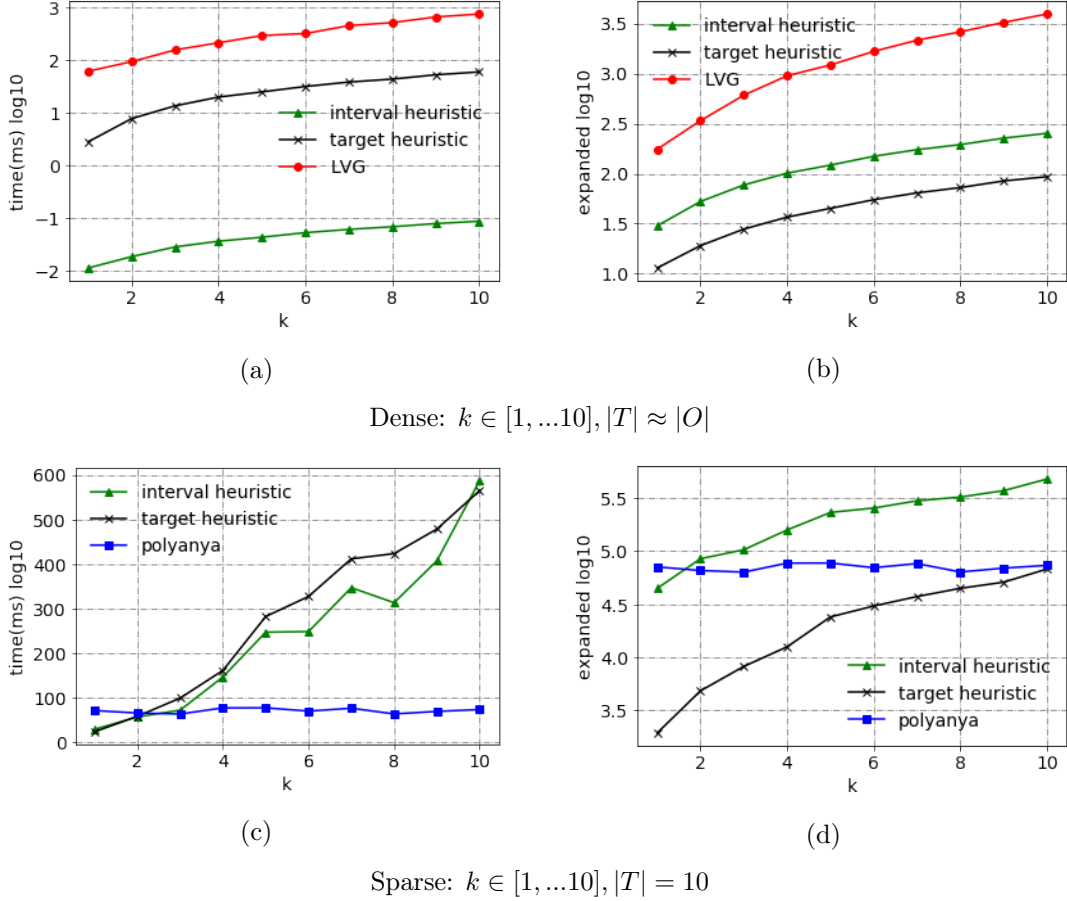 3
2
1
0
−1
−2
time(ms) log10
interval heuristic
target heuristic
LVG
2
4
6
8
10
k
(a)
3.5
3.0
2.5
2.0
1.5
1.0
expanded log10
interval heuristic
target heuristic
LVG
2
4
6
8
10
k
(b)
Dense: k ∈ [1, ...10], |T| ≈ |O|
600
500
400
300
200
100
0
time(ms) log10
interval heuristic
target heuristic
polyanya
2
4
6
8
10
k
(c)
5.5
5.0
4.5
4.0
3.5
expanded log10
interval heuristic
target heuristic
polyanya
2
4
6
8
10
k
(d)
Sparse: k ∈ [1, ...10], |T| = 10